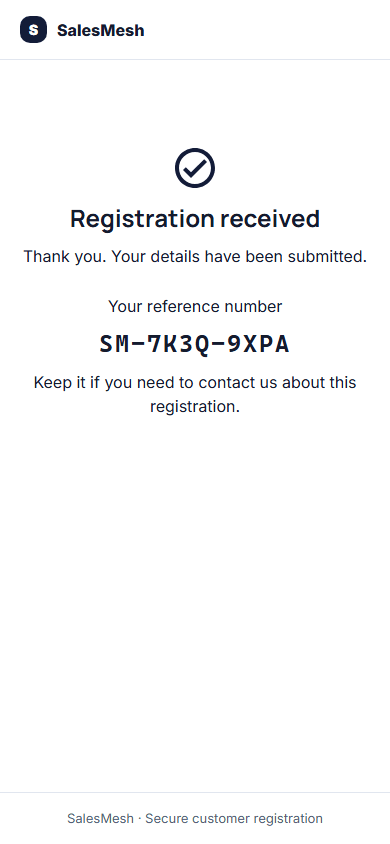 S SalesMesh
Registration received
Thank you. Your details have been submitted.
Your reference number
SM-7K3Q-9XPA
Keep it if you need to contact us about this
registration.
SalesMesh · Secure customer registration